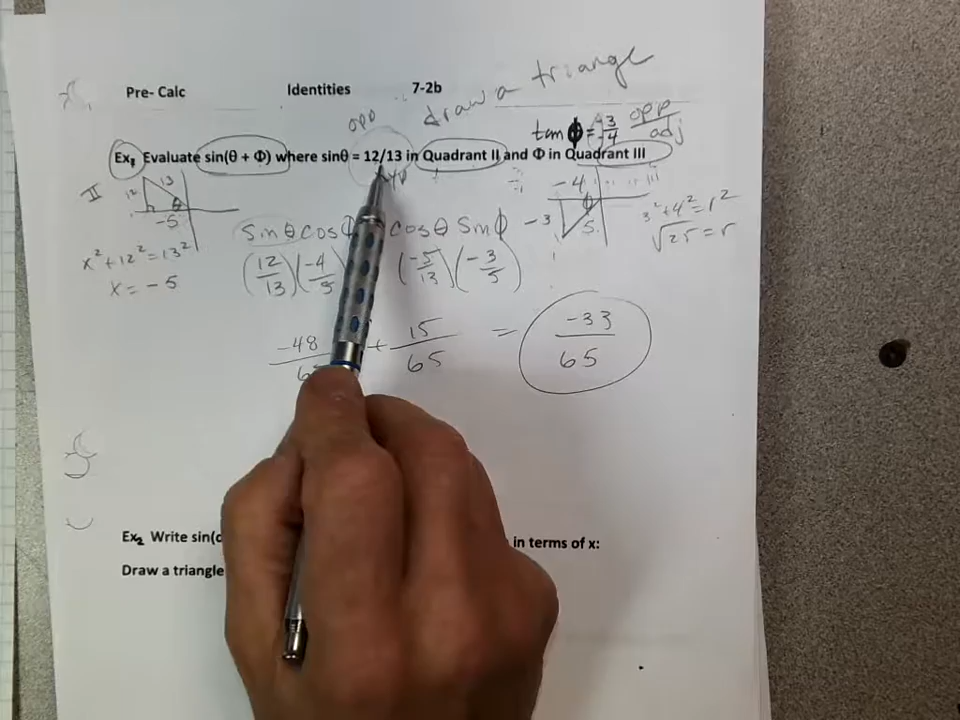 Pre- Calc Identities 7-2b
draw a triangle
opp
tan Φ = -3/-4 opp/adj
Ex1 Evaluate sin(θ + Φ) where sinθ = 12/13 in Quadrant II and Φ in Quadrant III
II 12 13 θ -5
-4 Φ -3 5
3² + 4² = r²
√25 = r
x² + 12² = 13²
x = -5
sinθcosΦ cosθ sinΦ
(12/13)(-4/5) (-5/13)(-3/5)
-48/6 + 15/65 = -33/65
Ex2 Write sin(c in terms of x:
Draw a triangle